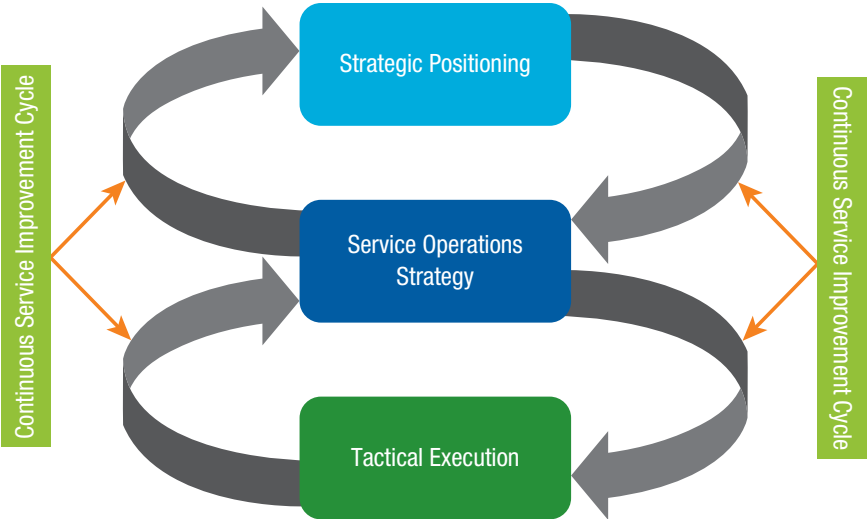 Strategic Positioning
Continuous Service Improvement Cycle
Continuous Service Improvement Cycle
Service Operations
Strategy
Tactical Execution